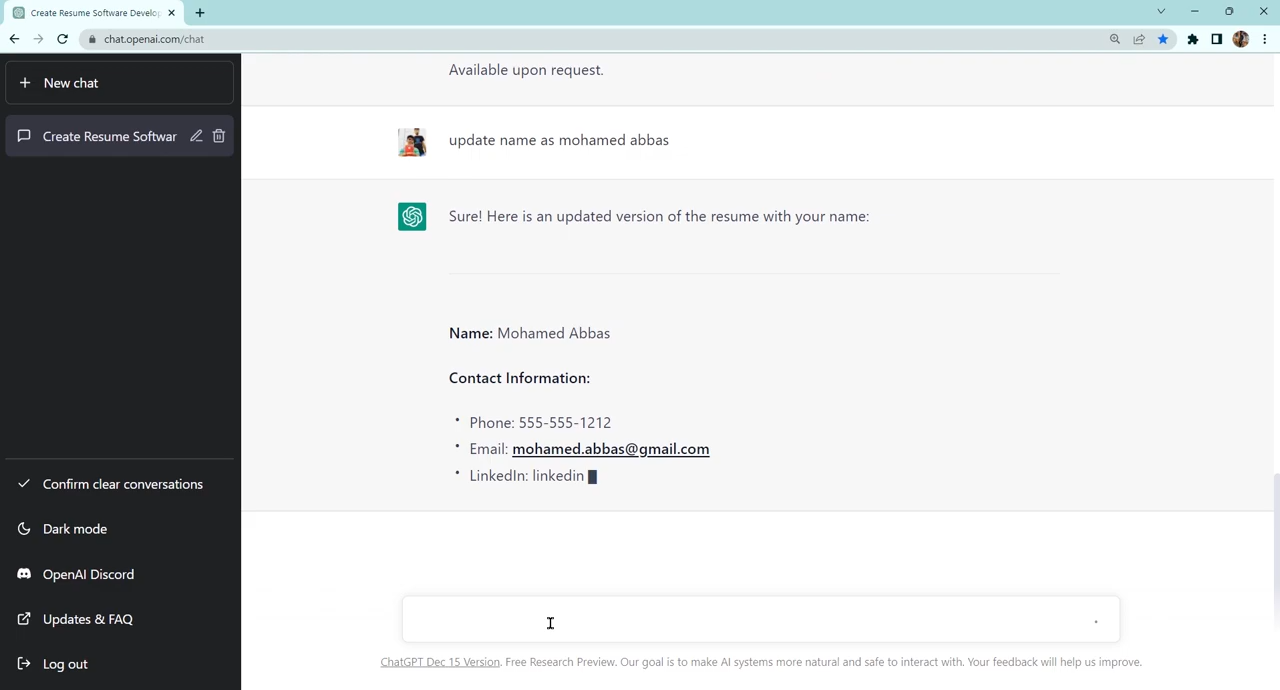 Create Resume Software Develo
chat.openai.com/chat
New chat
Create Resume Softwar
Confirm clear conversations
Dark mode
OpenAI Discord
Updates & FAQ
Log out
Available upon request.
update name as mohamed abbas
Sure! Here is an updated version of the resume with your name:
Name: Mohamed Abbas
Contact Information:
• Phone: 555-555-1212
• Email: mohamed.abbas@gmail.com
• LinkedIn: linkedin
ChatGPT Dec 15 Version. Free Research Preview. Our goal is to make AI systems more natural and safe to interact with. Your feedback will help us improve.